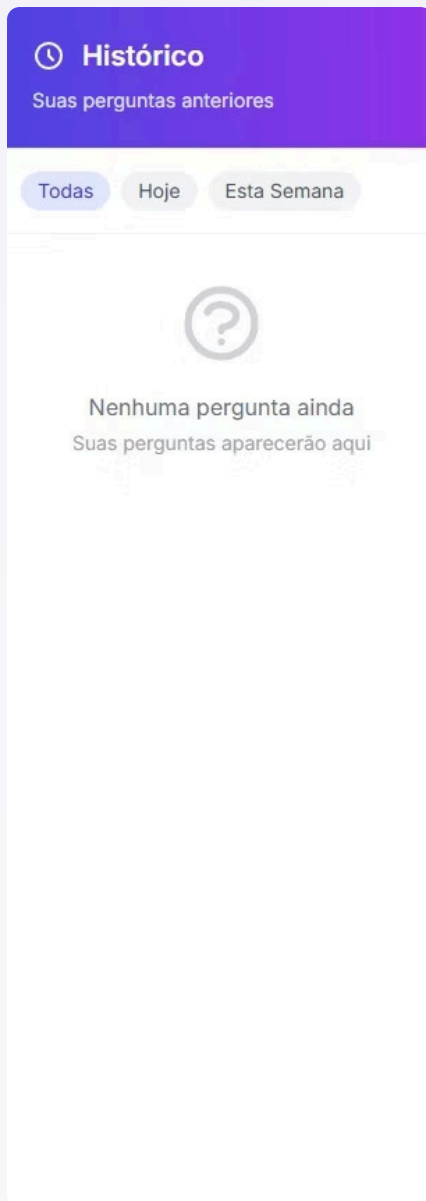 Histórico
Suas perguntas anteriores
Todas Hoje Esta Semana
Nenhuma pergunta ainda
Suas perguntas aparecerão aqui